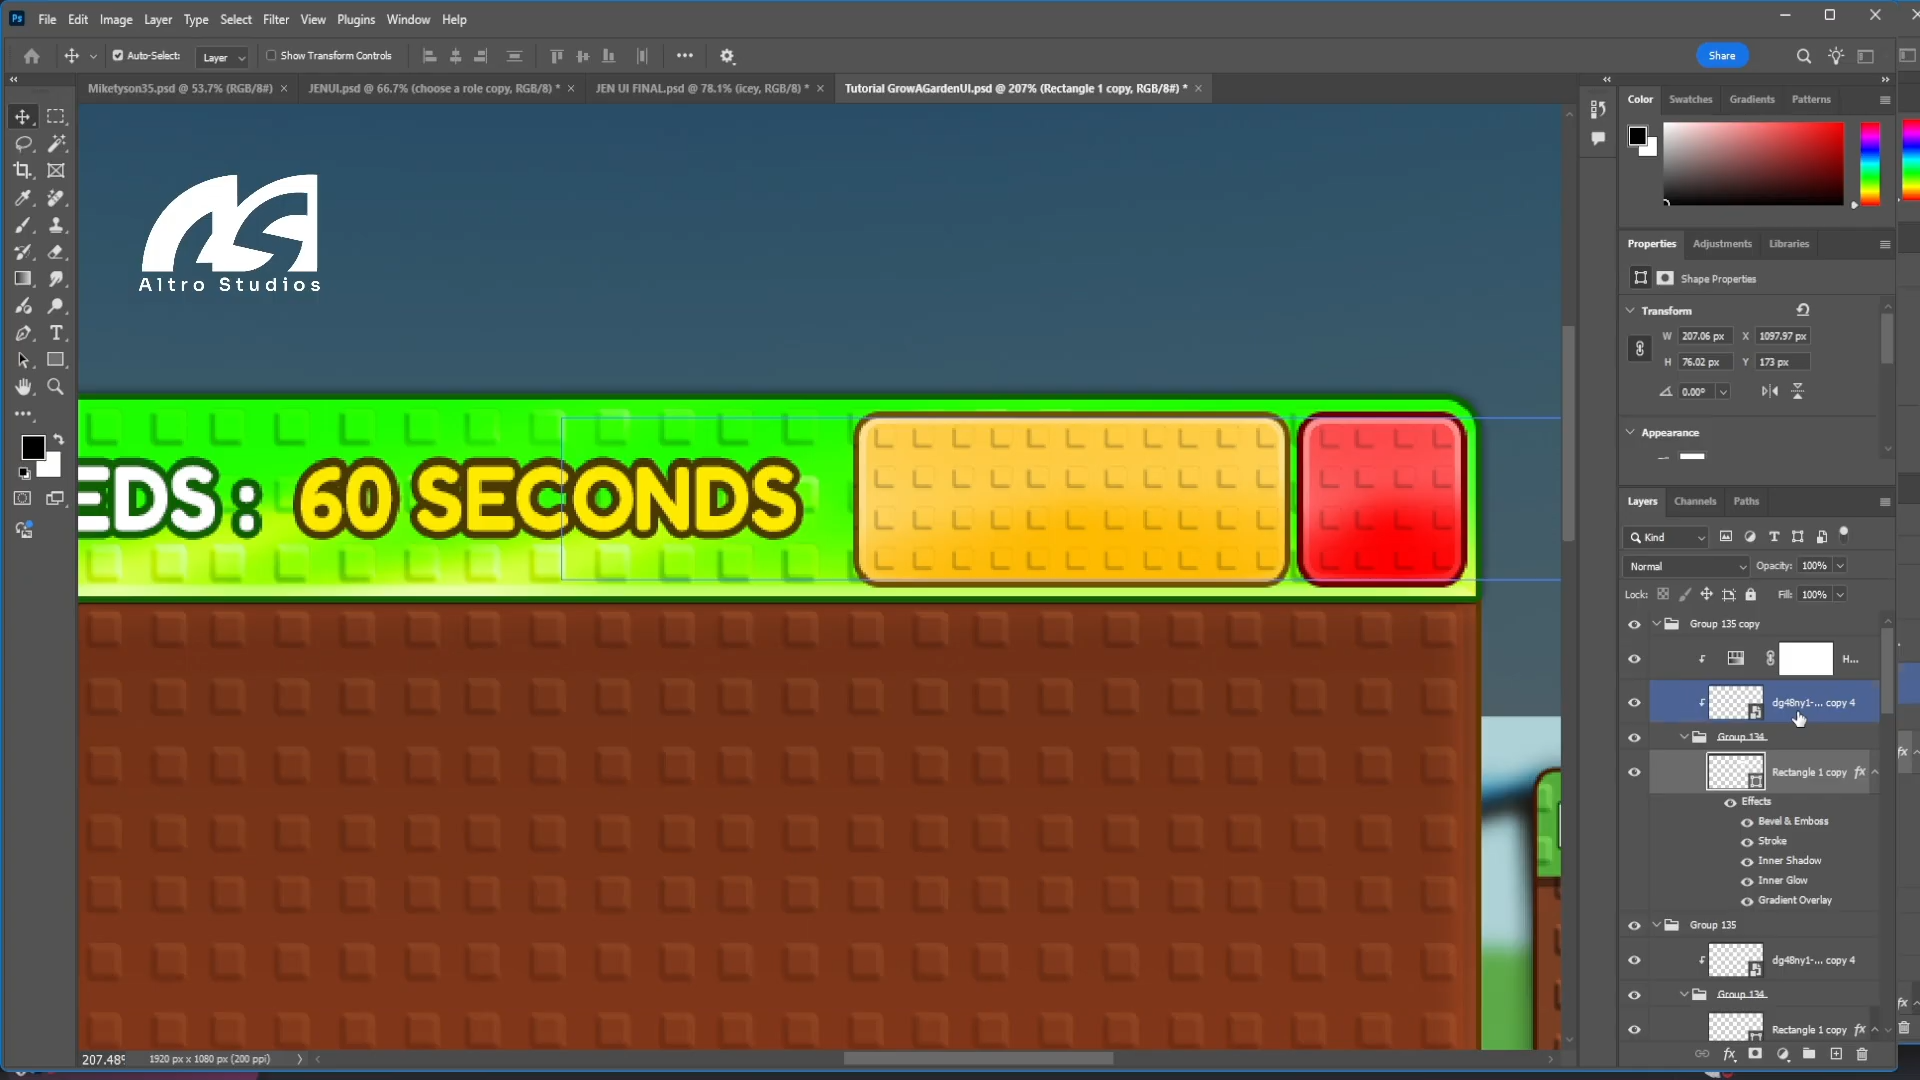 Ps File Edit Image Layer Type Select Filter View Plugins Window Help
Auto-Select: Layer Show Transform Controls Share
Miketyson35.psd @ 53.7% (RGB/8#) JENUI.psd @ 66.7% (choose a role copy, RGB/8) * JEN UI FINAL.psd @ 78.1% (icey, RGB/8) * Tutorial GrowAGardenUI.psd @ 207% (Rectangle 1 copy, RGB/8#) *
Altro Studios
EDS: 60 SECONDS
207.48%
1920 px x 1080 px (200 ppi)
Color Swatches Gradients Patterns
Properties Adjustments Libraries
Shape Properties
Transform
W 207.06 px X 1097.97 px
H 76.02 px Y 173 px
0.00°
Appearance
Layers Channels Paths
Kind
Normal Opacity: 100%
Lock: Fill: 100%
Group 135 copy
H...
dg48ny1-... copy 4
Group 134
Rectangle 1 copy fx
Effects
Bevel & Emboss
Stroke
Inner Shadow
Inner Glow
Gradient Overlay
Group 135
dg48ny1-... copy 4
Group 134
Rectangle 1 copy fx